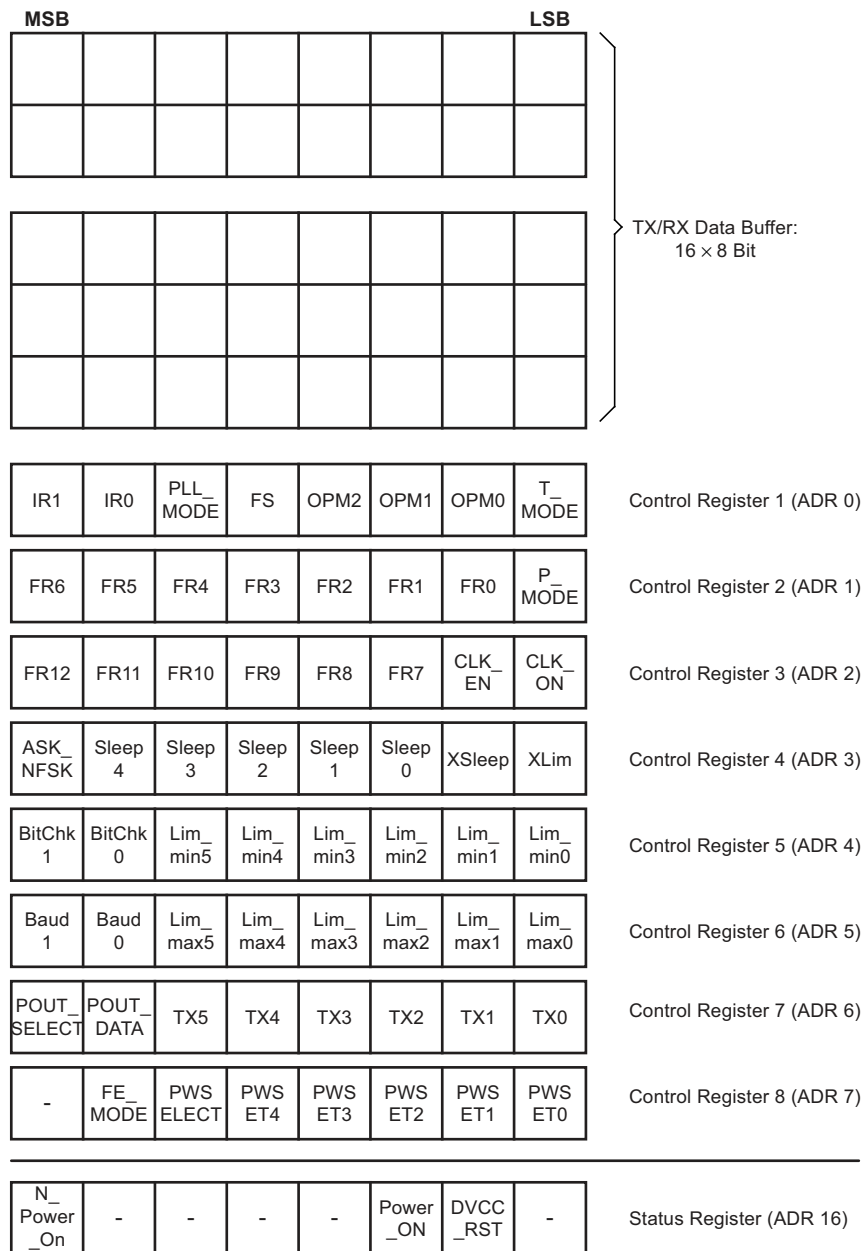 MSB LSB
TX/RX Data Buffer:
16 × 8 Bit
IR1 IR0 PLL_ MODE FS OPM2 OPM1 OPM0 T_ MODE Control Register 1 (ADR 0)
FR6 FR5 FR4 FR3 FR2 FR1 FR0 P_ MODE Control Register 2 (ADR 1)
FR12 FR11 FR10 FR9 FR8 FR7 CLK_ EN CLK_ ON Control Register 3 (ADR 2)
ASK_ NFSK Sleep 4 Sleep 3 Sleep 2 Sleep 1 Sleep 0 XSleep XLim Control Register 4 (ADR 3)
BitChk 1 BitChk 0 Lim_ min5 Lim_ min4 Lim_ min3 Lim_ min2 Lim_ min1 Lim_ min0 Control Register 5 (ADR 4)
Baud 1 Baud 0 Lim_ max5 Lim_ max4 Lim_ max3 Lim_ max2 Lim_ max1 Lim_ max0 Control Register 6 (ADR 5)
POUT_ SELECT POUT_ DATA TX5 TX4 TX3 TX2 TX1 TX0 Control Register 7 (ADR 6)
- FE_ MODE PWS ELECT PWS ET4 PWS ET3 PWS ET2 PWS ET1 PWS ET0 Control Register 8 (ADR 7)
N_ Power _On - - - - Power _ON DVCC _RST - Status Register (ADR 16)